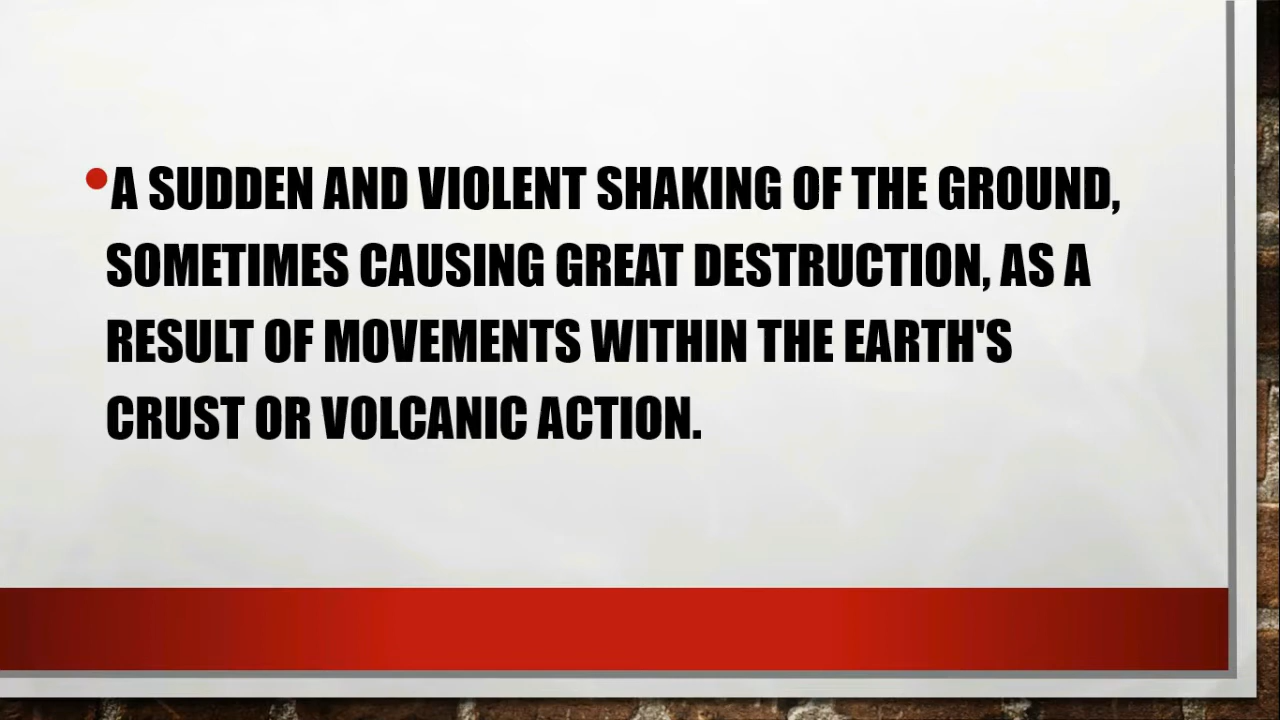 •A SUDDEN AND VIOLENT SHAKING OF THE GROUND,
SOMETIMES CAUSING GREAT DESTRUCTION, AS A
RESULT OF MOVEMENTS WITHIN THE EARTH'S
CRUST OR VOLCANIC ACTION.